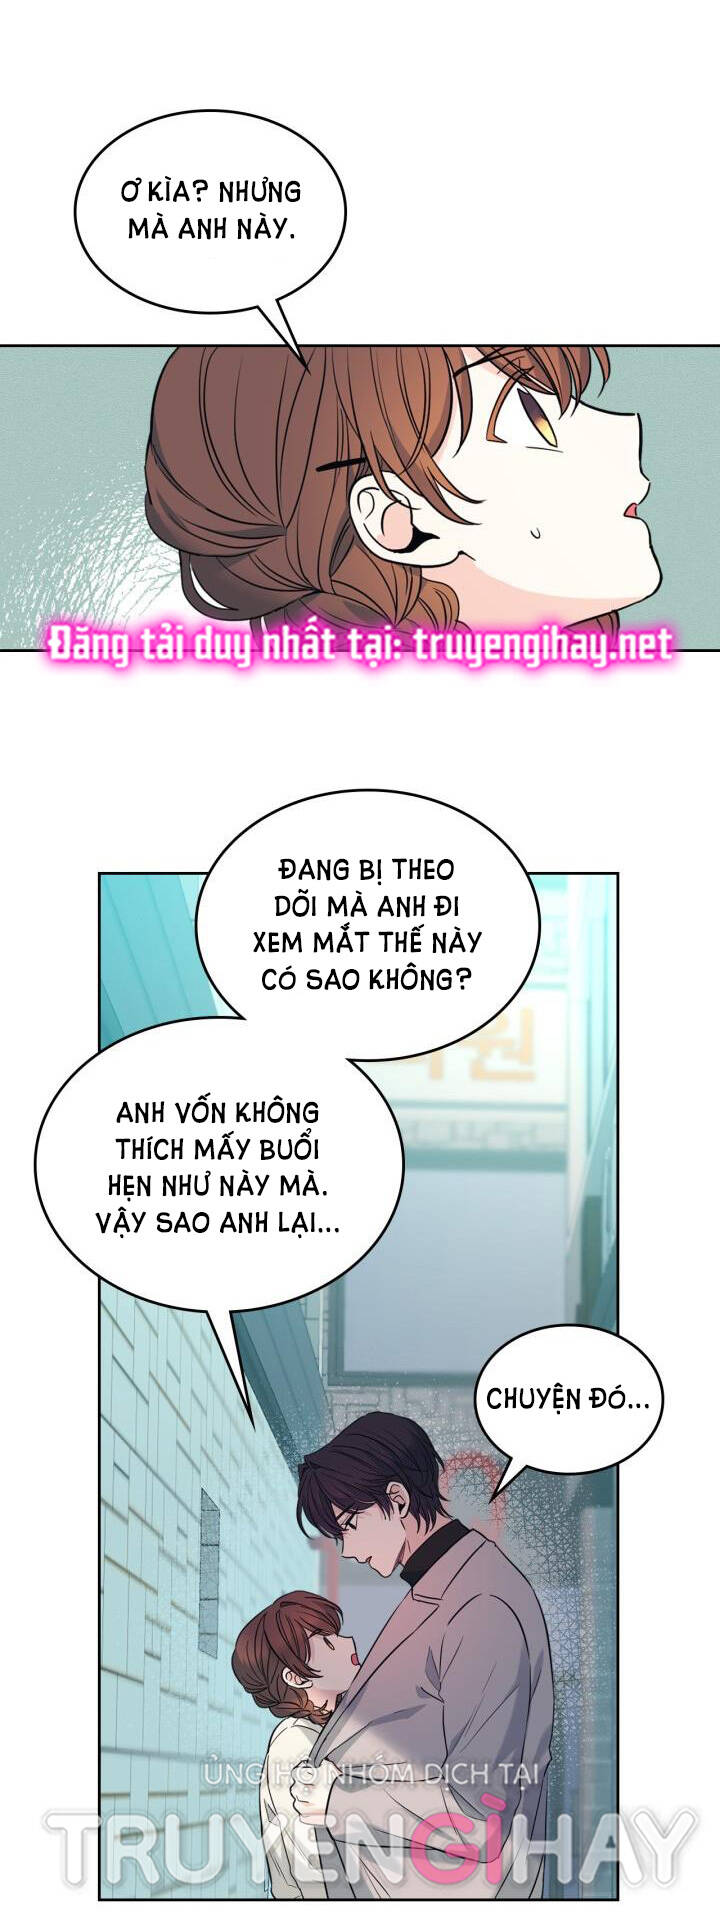 Ơ KÌA? NHƯNG
MÀ ANH NÀY.
Đăng tải duy nhất tại: truyengihay.net
ĐANG BỊ THEO
DÕI MÀ ANH ĐI
XEM MẮT THẾ NÀY
CÓ SAO KHÔNG?
원
ANH VỐN KHÔNG
THÍCH MẤY BUỔI
HẸN NHƯ NÀY MÀ.
VẬY SAO ANH LẠI...
CHUYỆN ĐÓ...
ỦNG HỘ NHÓM DỊCH TẠI
TRUYENGIHAY